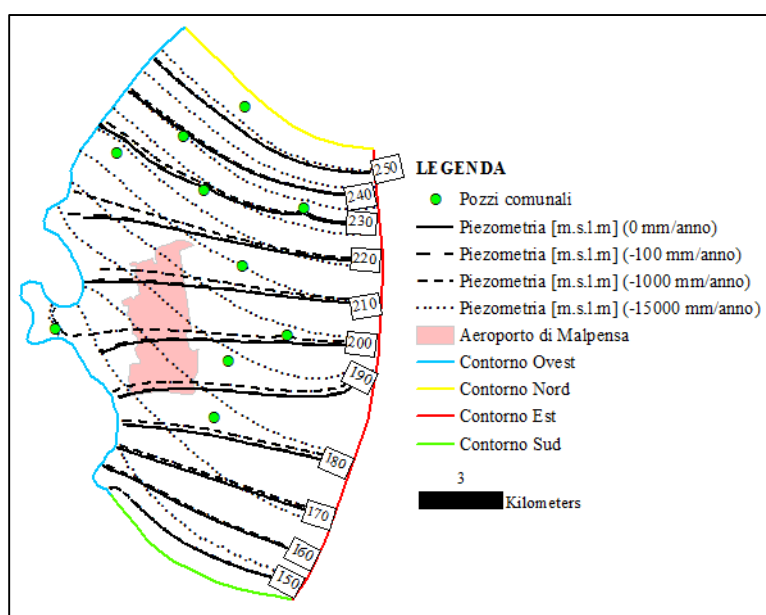 LEGENDA
Pozzi comunali
Piezometria [m.s.l.m] (0 mm/anno)
Piezometria [m.s.l.m] (-100 mm/anno)
Piezometria [m.s.l.m] (-1000 mm/anno)
Piezometria [m.s.l.m] (-15000 mm/anno)
Aeroporto di Malpensa
Contorno Ovest
Contorno Nord
Contorno Est
Contorno Sud
3
Kilometers
250
240
230
220
210
200
190
180
170
160
150